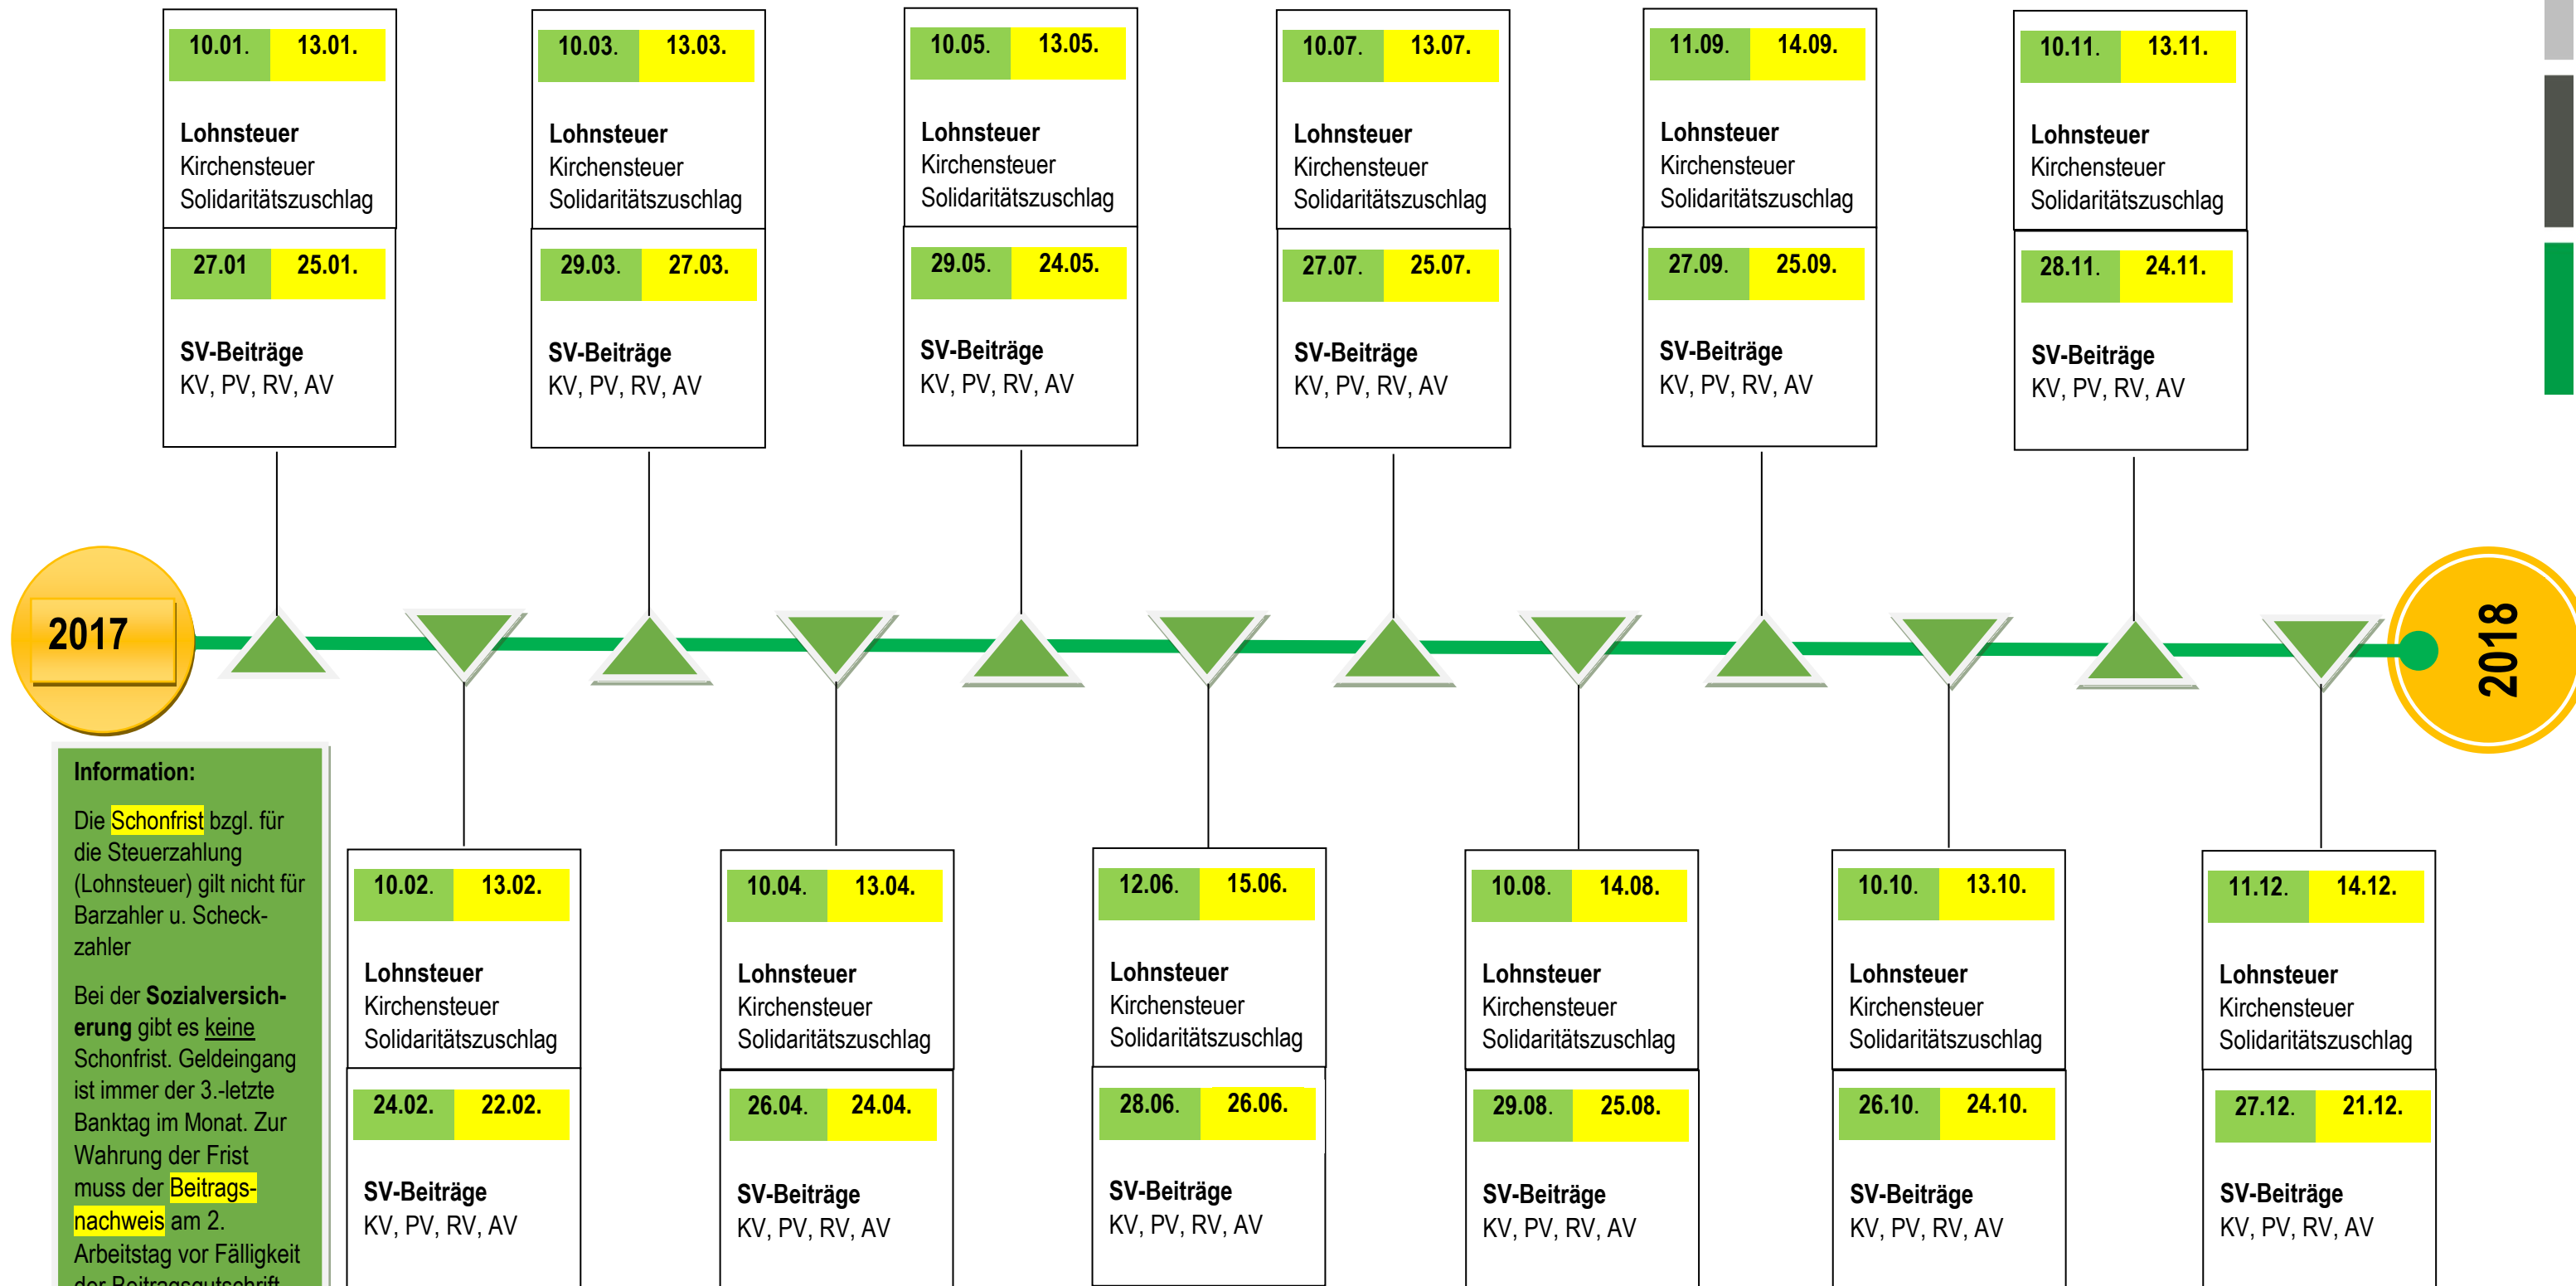 10.01. 13.01.
Lohnsteuer
Kirchensteuer
Solidaritätszuschlag
27.01 25.01.
SV-Beiträge
KV, PV, RV, AV
10.03. 13.03.
Lohnsteuer
Kirchensteuer
Solidaritätszuschlag
29.03. 27.03.
SV-Beiträge
KV, PV, RV, AV
10.05. 13.05.
Lohnsteuer
Kirchensteuer
Solidaritätszuschlag
29.05. 24.05.
SV-Beiträge
KV, PV, RV, AV
10.07. 13.07.
Lohnsteuer
Kirchensteuer
Solidaritätszuschlag
27.07. 25.07.
SV-Beiträge
KV, PV, RV, AV
11.09. 14.09.
Lohnsteuer
Kirchensteuer
Solidaritätszuschlag
27.09. 25.09.
SV-Beiträge
KV, PV, RV, AV
10.11. 13.11.
Lohnsteuer
Kirchensteuer
Solidaritätszuschlag
28.11. 24.11.
SV-Beiträge
KV, PV, RV, AV
2017
2018
Information:
Die Schonfrist bzgl. für
die Steuerzahlung
(Lohnsteuer) gilt nicht für
Barzahler u. Scheck-
zahler
Bei der Sozialversich-
erung gibt es keine
Schonfrist. Geldeingang
ist immer der 3.-letzte
Banktag im Monat. Zur
Wahrung der Frist
muss der Beitrags-
nachweis am 2.
Arbeitstag vor Fälligkeit
der Beitragsgutschrift
10.02. 13.02.
Lohnsteuer
Kirchensteuer
Solidaritätszuschlag
24.02. 22.02.
SV-Beiträge
KV, PV, RV, AV
10.04. 13.04.
Lohnsteuer
Kirchensteuer
Solidaritätszuschlag
26.04. 24.04.
SV-Beiträge
KV, PV, RV, AV
12.06. 15.06.
Lohnsteuer
Kirchensteuer
Solidaritätszuschlag
28.06. 26.06.
SV-Beiträge
KV, PV, RV, AV
10.08. 14.08.
Lohnsteuer
Kirchensteuer
Solidaritätszuschlag
29.08. 25.08.
SV-Beiträge
KV, PV, RV, AV
10.10. 13.10.
Lohnsteuer
Kirchensteuer
Solidaritätszuschlag
26.10. 24.10.
SV-Beiträge
KV, PV, RV, AV
11.12. 14.12.
Lohnsteuer
Kirchensteuer
Solidaritätszuschlag
27.12. 21.12.
SV-Beiträge
KV, PV, RV, AV